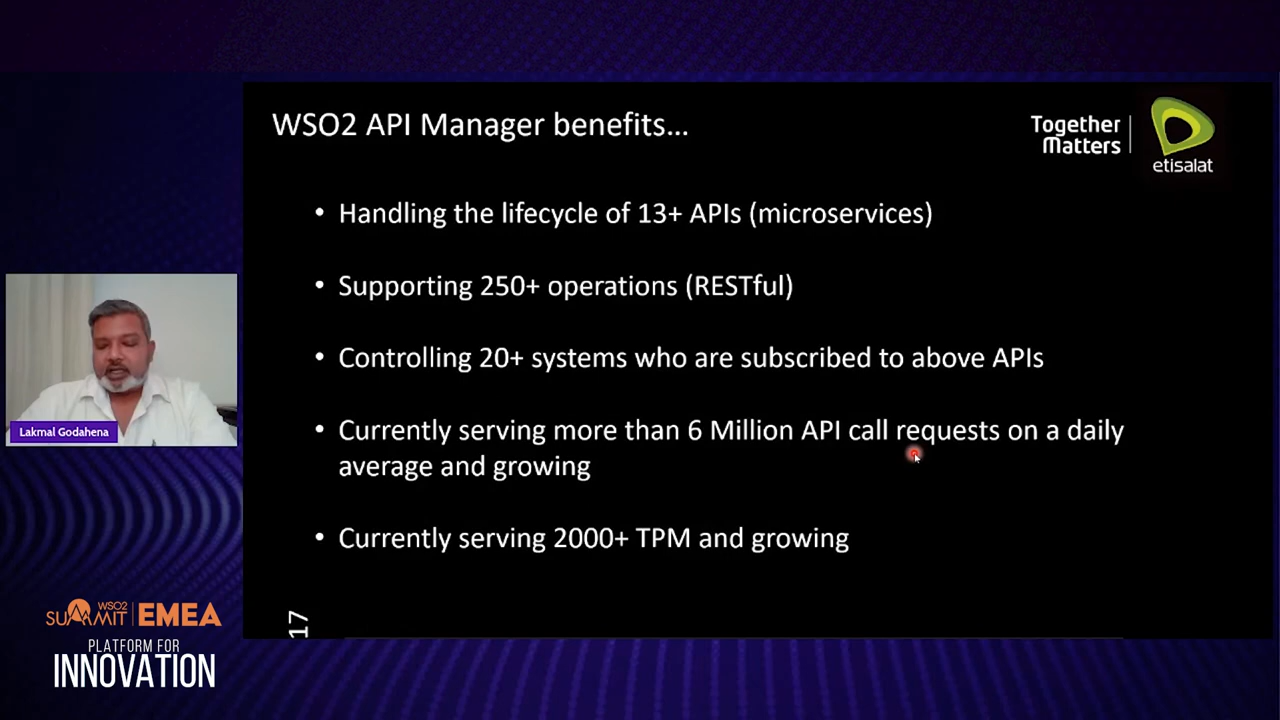 WSO2 API Manager benefits...
Together
Matters
etisalat
• Handling the lifecycle of 13+ APIs (microservices)
• Supporting 250+ operations (RESTful)
• Controlling 20+ systems who are subscribed to above APIs
• Currently serving more than 6 Million API call requests on a daily
average and growing
• Currently serving 2000+ TPM and growing
17
Lakmal Godahena
WSO2
SUMMIT
EMEA
PLATFORM FOR
INNOVATION